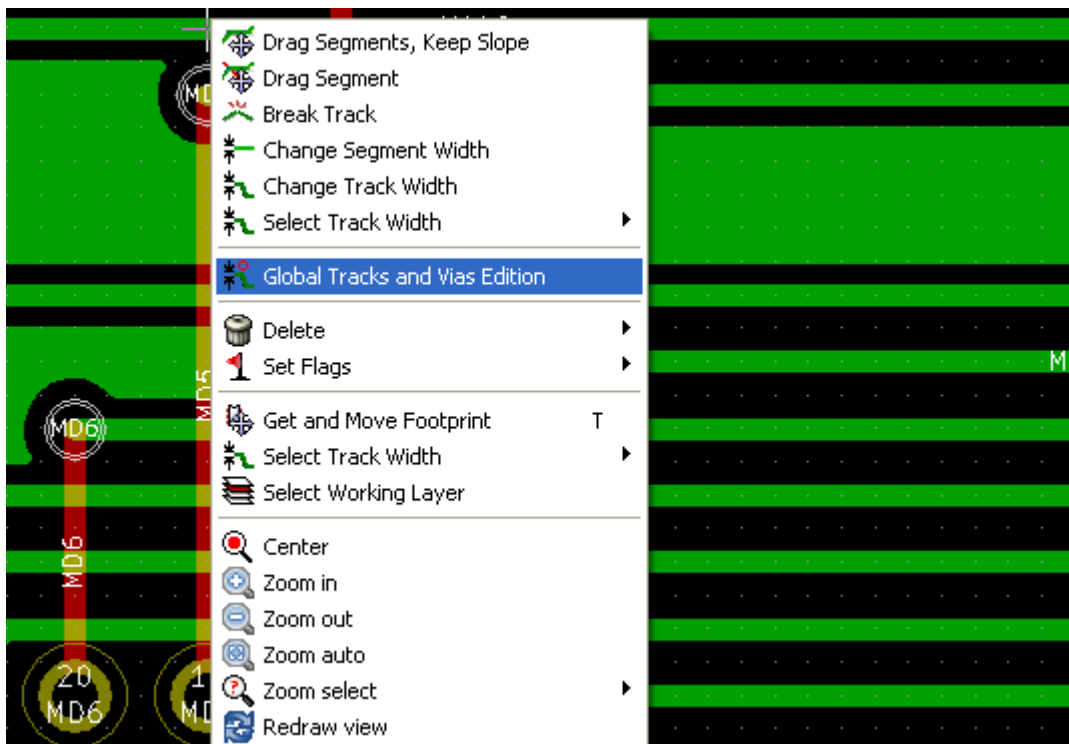 Drag Segments, Keep Slope
Drag Segment
Break Track
Change Segment Width
Change Track Width
Select Track Width
Global Tracks and Vias Edition
Delete
Set Flags
Get and Move Footprint T
Select Track Width
Select Working Layer
Center
Zoom in
Zoom out
Zoom auto
Zoom select
Redraw view
MD5
M
MD6
MD6
20
MD6
1